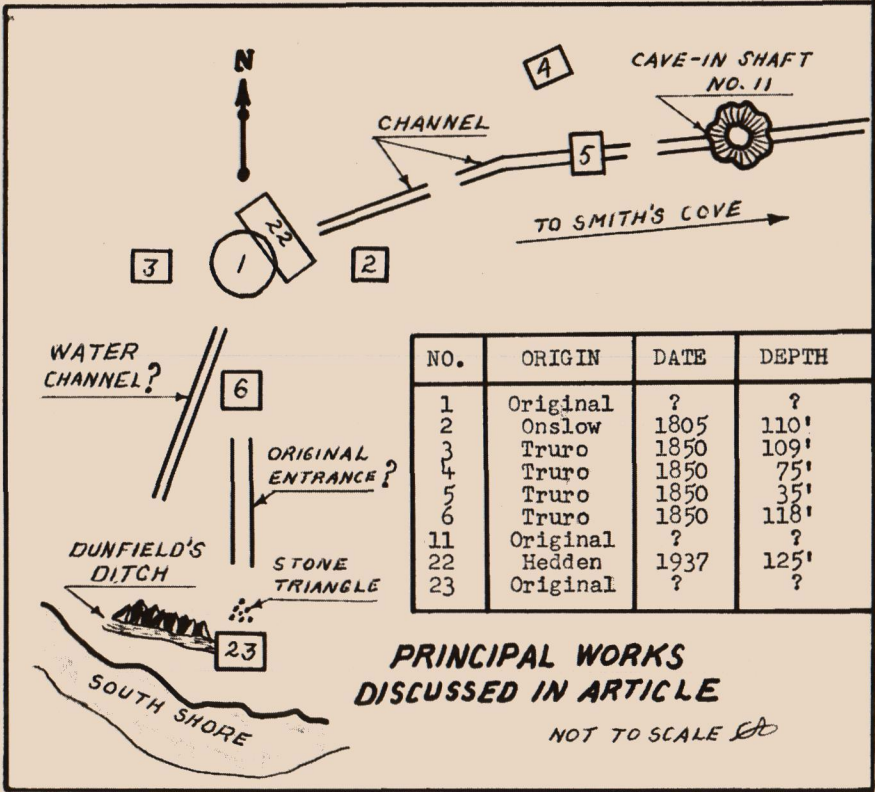 N
4
CAVE-IN SHAFT
NO. 11
CHANNEL
5
22
TO SMITH'S COVE
3
1
2
WATER
CHANNEL?
6
ORIGINAL
ENTRANCE?
DUNFIELD'S
DITCH
STONE
TRIANGLE
23
SOUTH SHORE
NO. ORIGIN DATE DEPTH
1 Original ? ?
2 Onslow 1805 110'
3 Truro 1850 109'
4 Truro 1850 75'
5 Truro 1850 35'
6 Truro 1850 118'
11 Original ? ?
22 Hedden 1937 125'
23 Original ? ?
PRINCIPAL WORKS
DISCUSSED IN ARTICLE
NOT TO SCALE